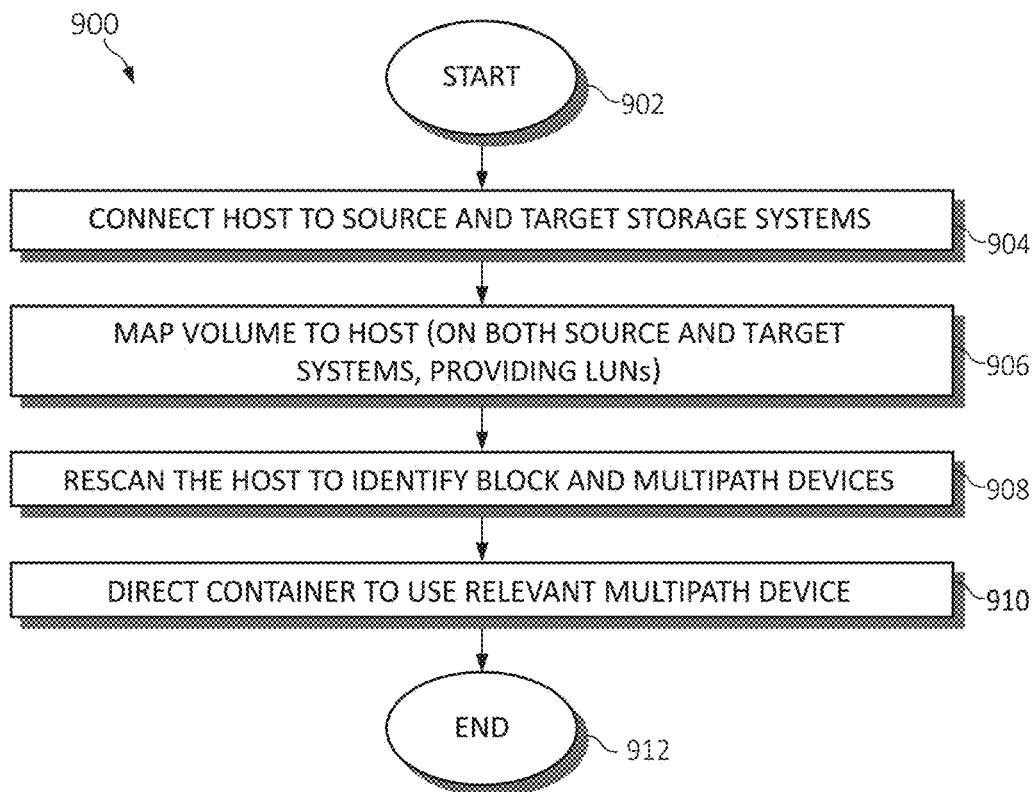 900
START
902
CONNECT HOST TO SOURCE AND TARGET STORAGE SYSTEMS
904
MAP VOLUME TO HOST (ON BOTH SOURCE AND TARGET
SYSTEMS, PROVIDING LUNs)
906
RESCAN THE HOST TO IDENTIFY BLOCK AND MULTIPATH DEVICES
908
DIRECT CONTAINER TO USE RELEVANT MULTIPATH DEVICE
910
END
912